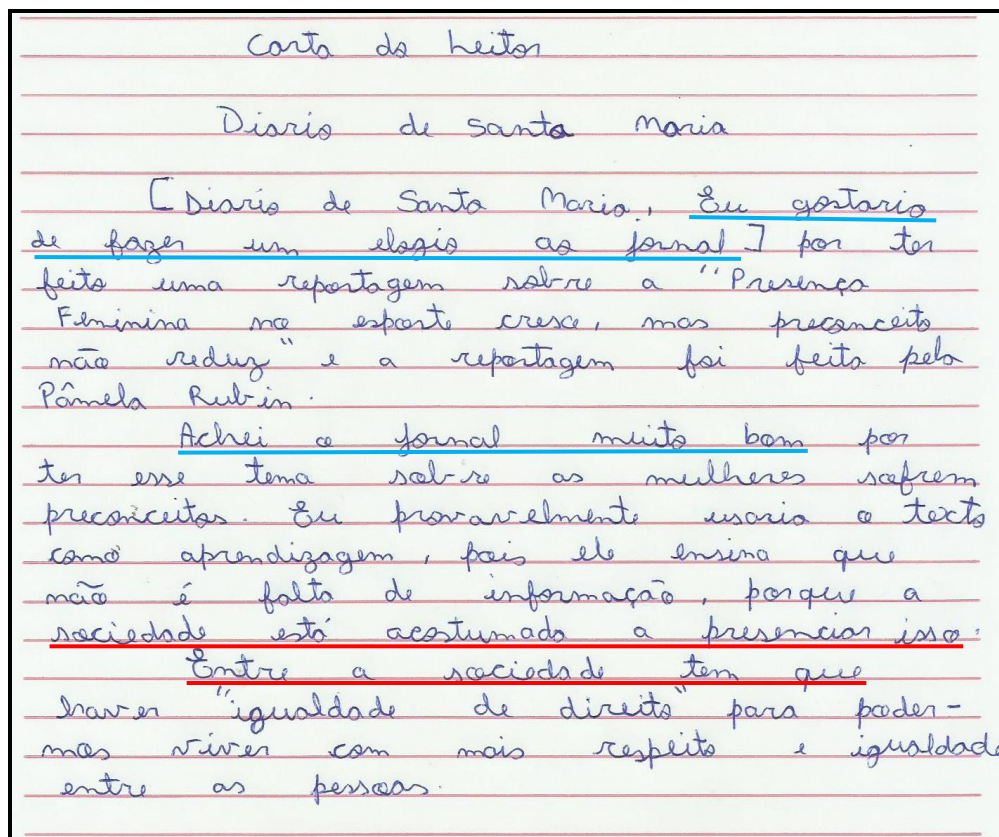 Carta do Leitor
Diario de Santa Maria
[Diario de Santa Maria, Eu gostaria
de fazer um elogio ao jornal] por ter
feito uma reportagem sobre a "Presença
Feminina no esporte cresce, mas preconceito
não reduz" e a reportagem foi feita pela
Pâmela Rubin.
Achei o jornal muito bom por
ter esse tema sobre as mulheres sofrem
preconceitos. Eu provavelmente usaria o texto
como aprendizagem, pois ele ensina que
não é falta de informação, porque a
sociedade está acostumada a presenciar isso.
Entre a sociedade tem que
haver "igualdade de direito" para poder-
mos viver com mais respeito e igualdade
entre as pessoas.